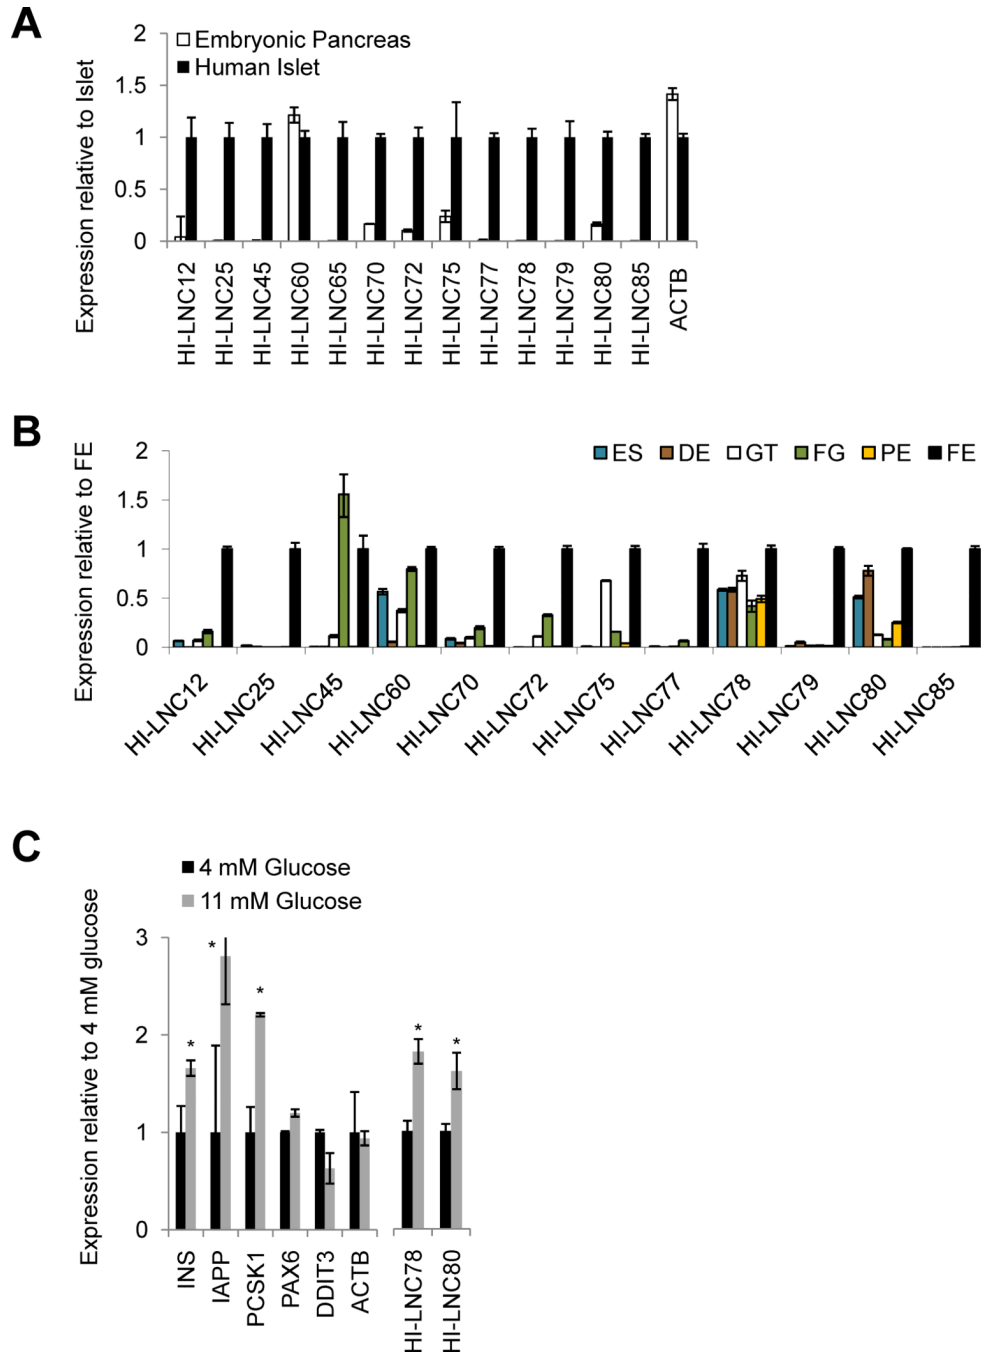 A
Expression relative to Islet
2
1.5
1
0.5
0
Embryonic Pancreas
Human Islet
HI-LNC12
HI-LNC25
HI-LNC45
HI-LNC60
HI-LNC65
HI-LNC70
HI-LNC72
HI-LNC75
HI-LNC77
HI-LNC78
HI-LNC79
HI-LNC80
HI-LNC85
ACTB
B
Expression relative to FE
2
1.5
1
0.5
0
ES DE GT FG PE FE
HI-LNC12
HI-LNC25
HI-LNC45
HI-LNC60
HI-LNC70
HI-LNC72
HI-LNC75
HI-LNC77
HI-LNC78
HI-LNC79
HI-LNC80
HI-LNC85
C
4 mM Glucose
11 mM Glucose
Expression relative to 4 mM glucose
3
2
1
0
*
*
*
*
*
INS
IAPP
PCSK1
PAX6
DDIT3
ACTB
HI-LNC78
HI-LNC80